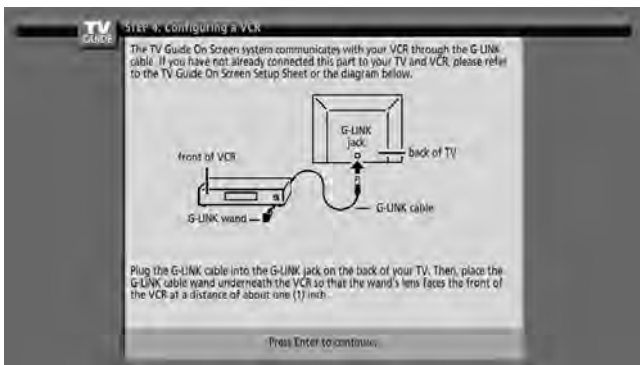 TV
GUIDE
STEP 4. Configuring a VCR
The TV Guide On Screen system communicates with your VCR through the G-LINK
cable. If you have not already connected this part to your TV and VCR, please refer
to the TV Guide On Screen Setup Sheet or the diagram below.
G-LINK
jack
front of VCR
back of TV
G-LINK cable
G-LINK wand
Plug the G-LINK cable into the G-LINK jack on the back of your TV. Then, place the
G-LINK cable wand underneath the VCR so that the wand's lens faces the front of
the VCR at a distance of about one (1) inch.
Press Enter to continue.